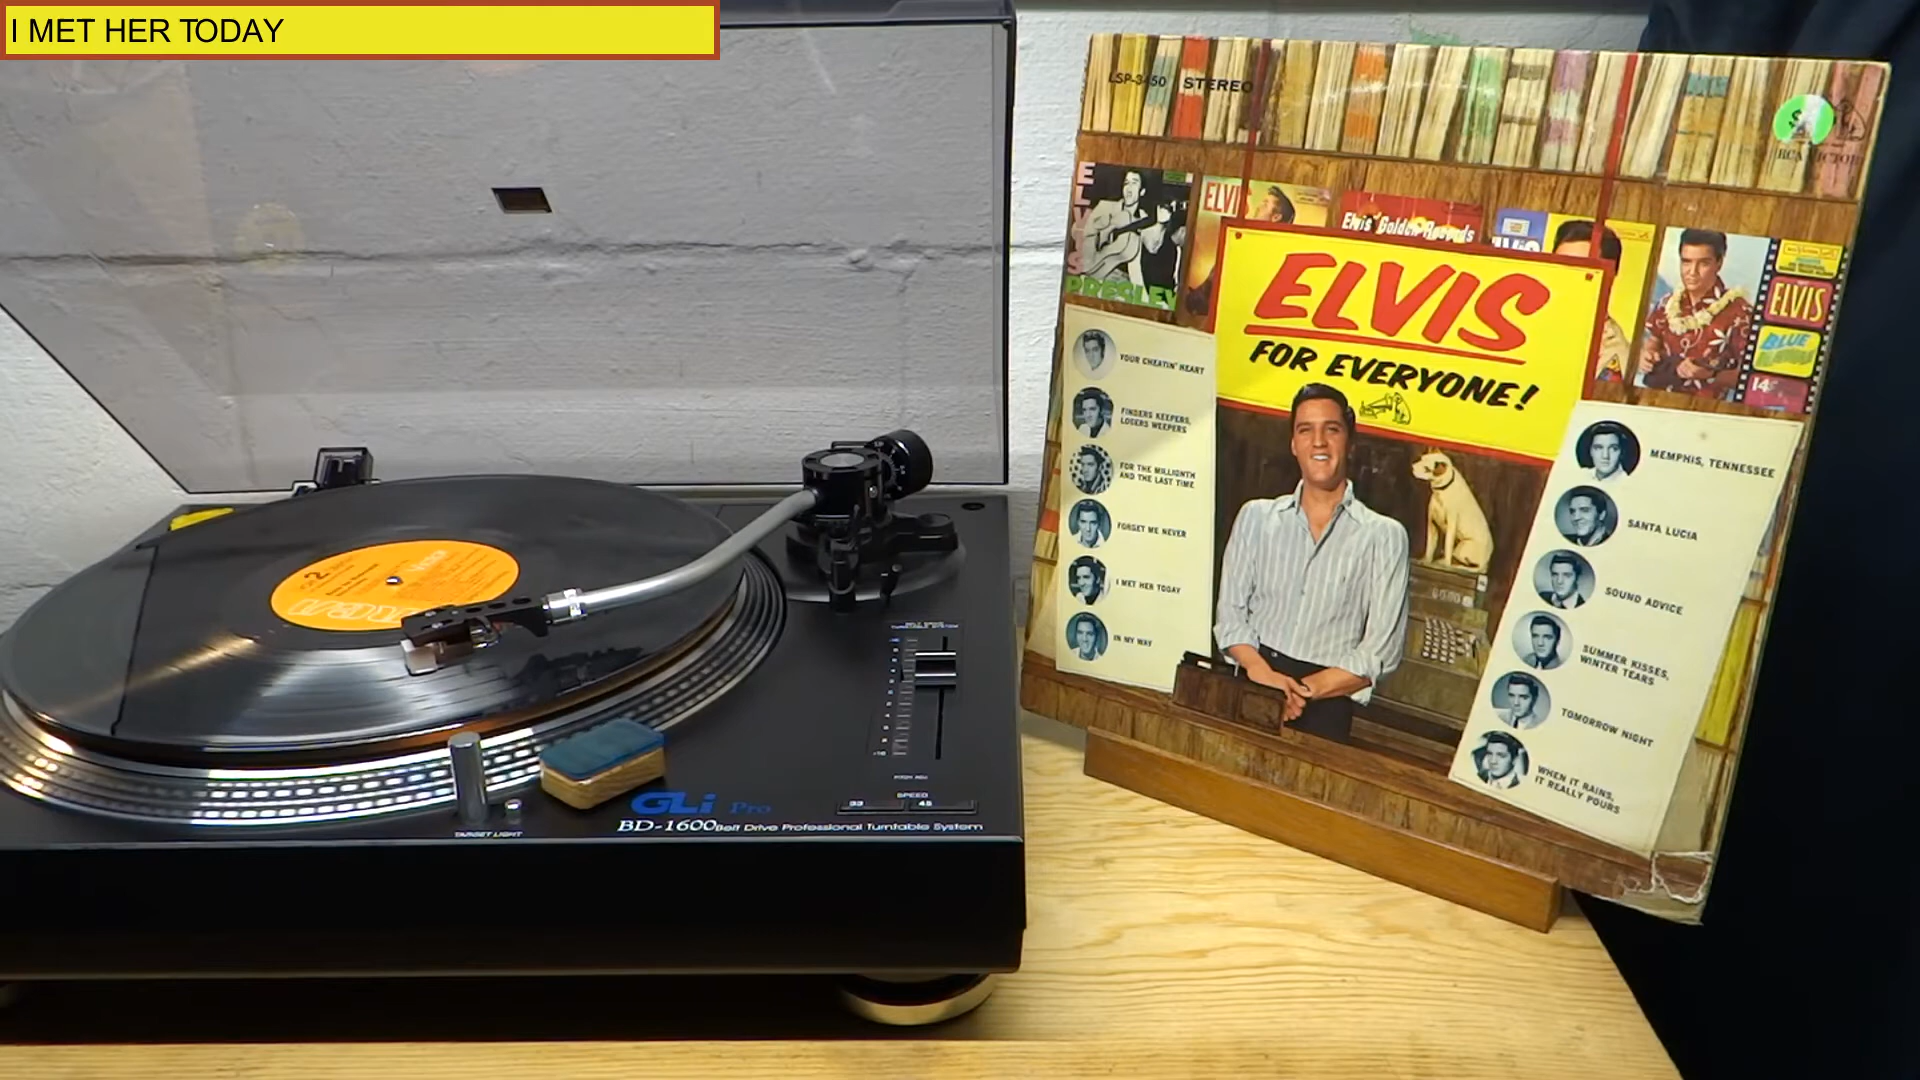 I MET HER TODAY
LSP-3450 STEREO
RCA VICTOR
ELVIS
PRESLEY
ELVIS
Elvis' Golden Records
ELVIS
ELVIS
BLUE
14
ELVIS
FOR EVERYONE!
YOUR CHEATIN' HEART
FINDERS KEEPERS,
LOSERS WEEPERS
FOR THE MILLIONTH
AND THE LAST TIME
FORGET ME NEVER
I MET HER TODAY
IN MY WAY
MEMPHIS, TENNESSEE
SANTA LUCIA
SOUND ADVICE
SUMMER KISSES,
WINTER TEARS
TOMORROW NIGHT
WHEN IT RAINS,
IT REALLY POURS
RCA
2
PITCH ADJ
SPEED
33 45
TARGET LIGHT
GLi Pro
BD-1600 Belt Drive Professional Turntable System